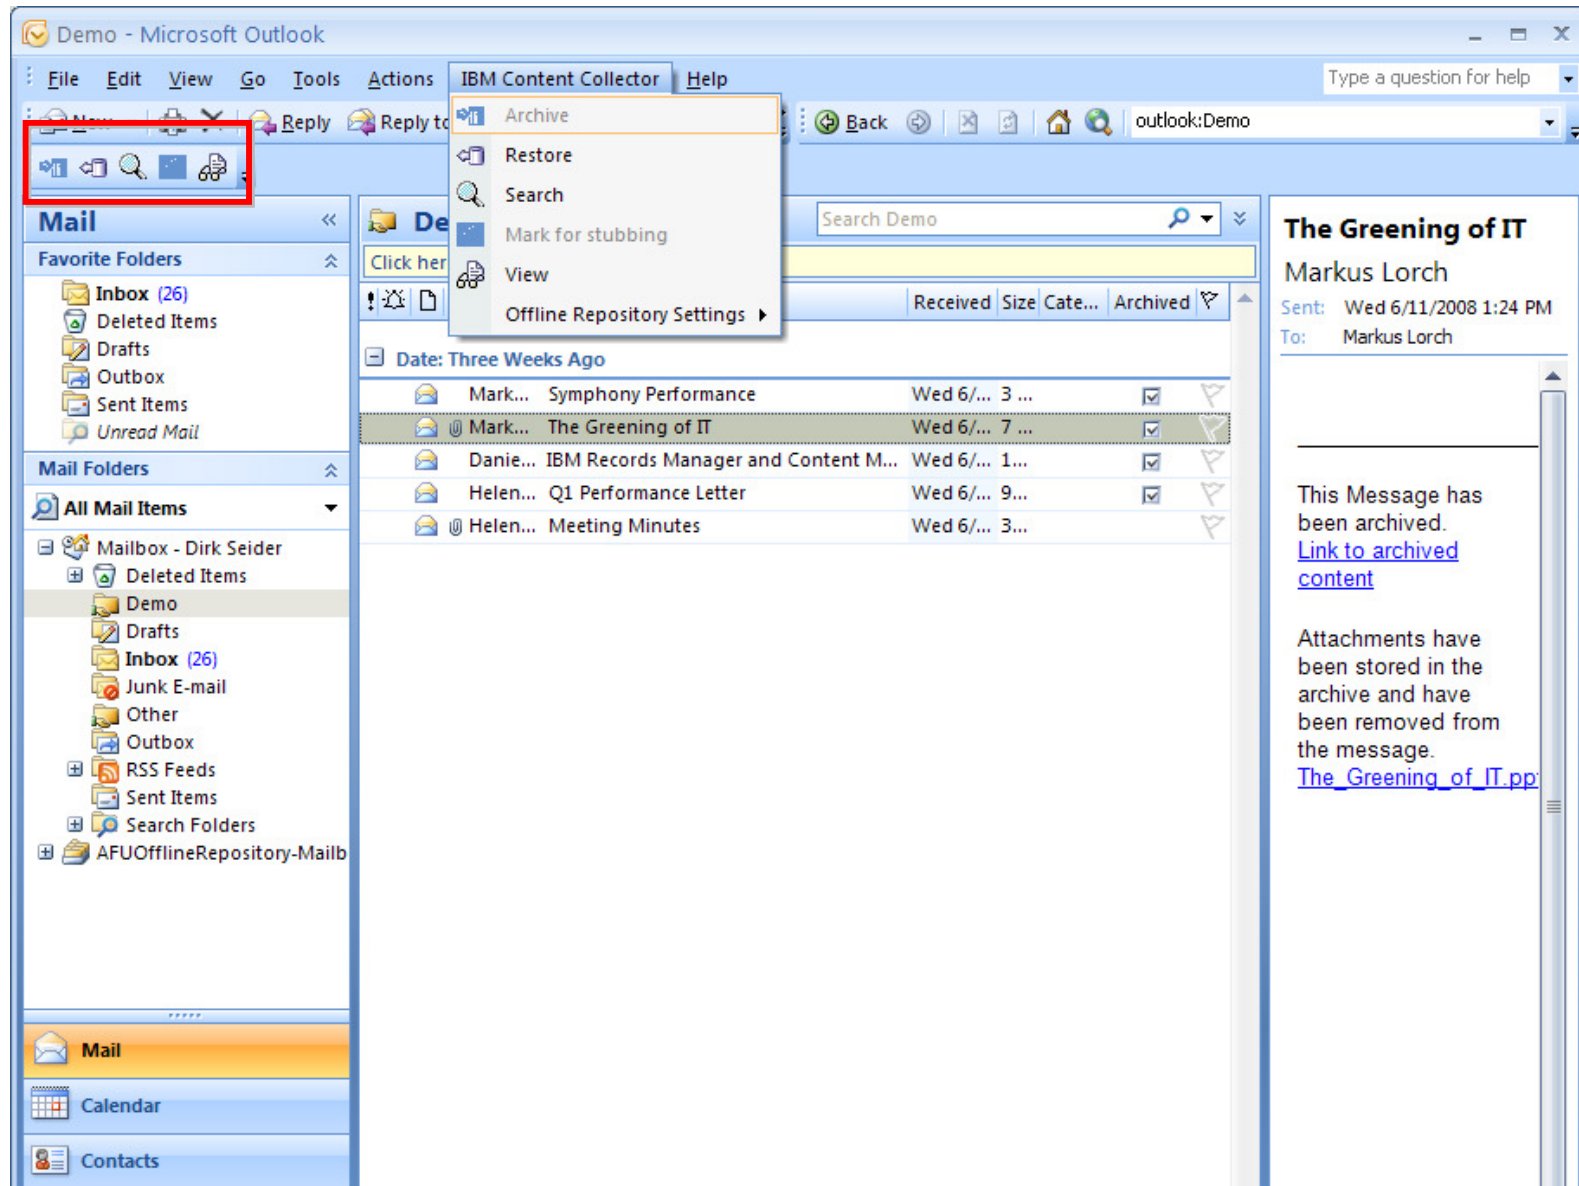 Demo - Microsoft Outlook
File Edit View Go Tools Actions IBM Content Collector Help Type a question for help
Reply Reply to Back outlook:Demo
Archive
Restore
Search
Mark for stubbing
View
Offline Repository Settings
Mail
Favorite Folders
Inbox (26)
Deleted Items
Drafts
Outbox
Sent Items
Unread Mail
Mail Folders
All Mail Items
Mailbox - Dirk Seider
Deleted Items
Demo
Drafts
Inbox (26)
Junk E-mail
Other
Outbox
RSS Feeds
Sent Items
Search Folders
AFUOfflineRepository-Mailb
Mail
Calendar
Contacts
De Search Demo
Click her
Received Size Cate... Archived
Date: Three Weeks Ago
Mark... Symphony Performance Wed 6/... 3 ...
Mark... The Greening of IT Wed 6/... 7 ...
Danie... IBM Records Manager and Content M... Wed 6/... 1...
Helen... Q1 Performance Letter Wed 6/... 9...
Helen... Meeting Minutes Wed 6/... 3...
The Greening of IT
Markus Lorch
Sent: Wed 6/11/2008 1:24 PM
To: Markus Lorch
This Message has
been archived.
Link to archived
content
Attachments have
been stored in the
archive and have
been removed from
the message.
The_Greening_of_IT.pp